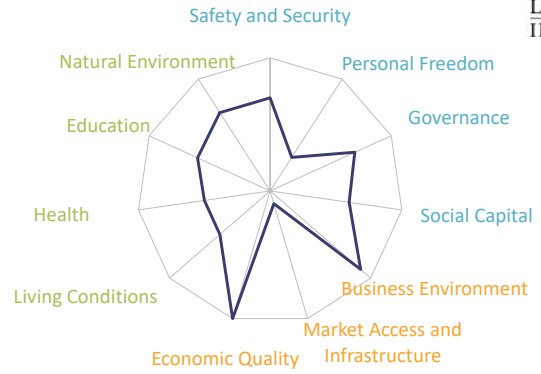 Safety and Security
Natural Environment
Personal Freedom
Education
Governance
Health
Social Capital
Living Conditions
Business Environment
Market Access and
Infrastructure
Economic Quality